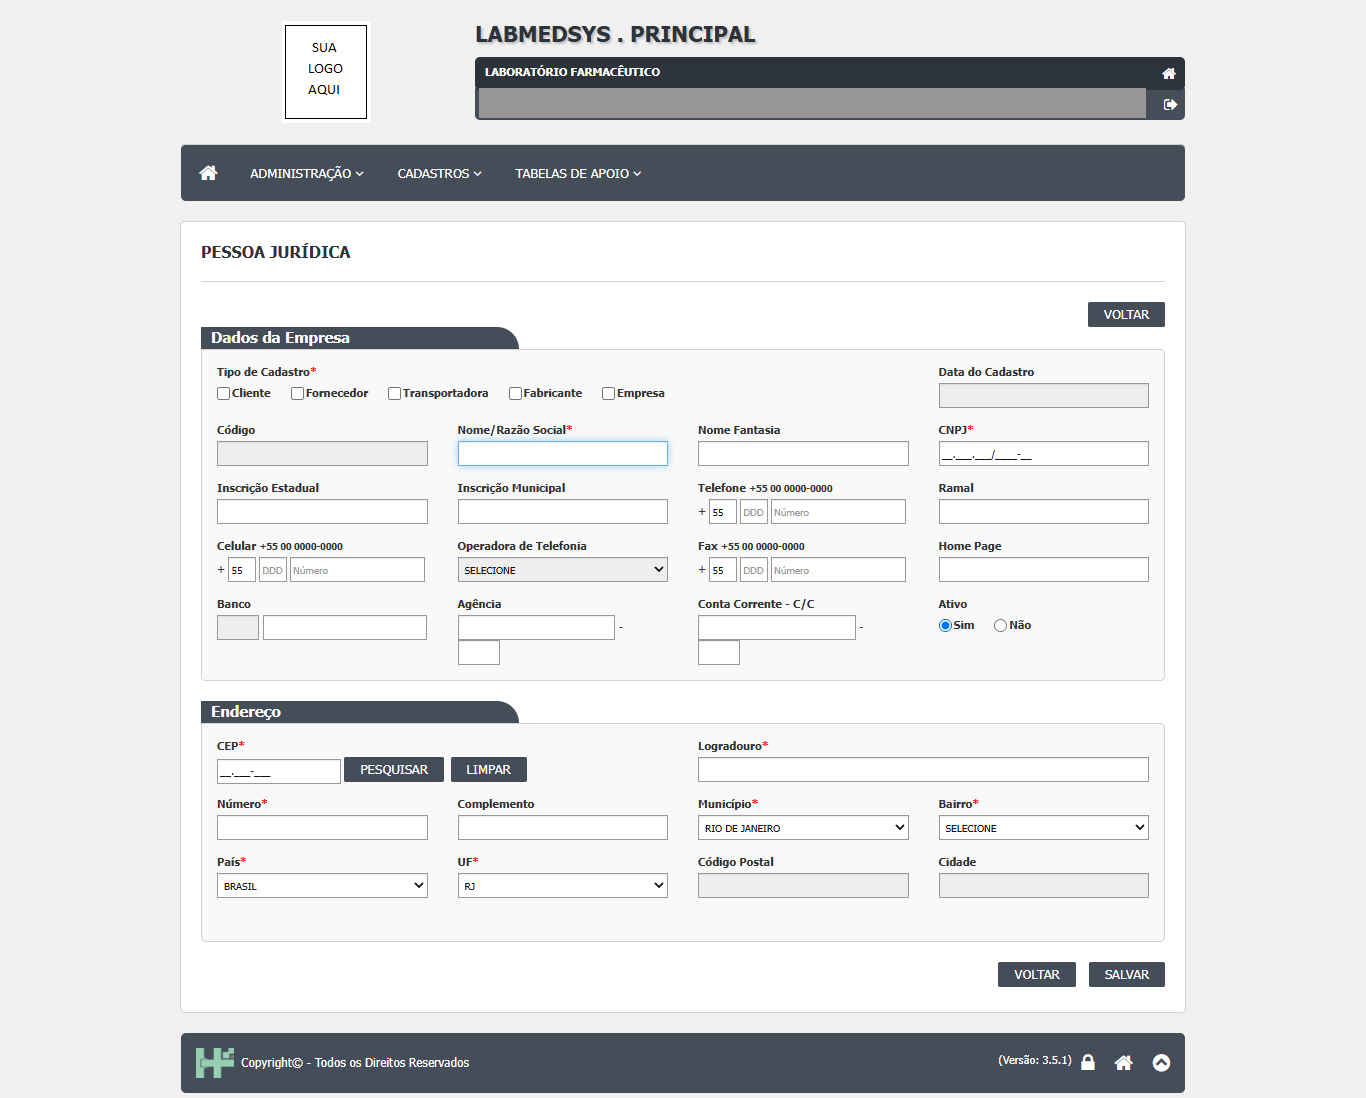 SUA
LOGO
AQUI
LABMEDSYS . PRINCIPAL
LABORATÓRIO FARMACÊUTICO
ADMINISTRAÇÃO CADASTROS TABELAS DE APOIO
PESSOA JURÍDICA
VOLTAR
Dados da Empresa
Tipo de Cadastro* Data do Cadastro
Cliente Fornecedor Transportadora Fabricante Empresa
Código Nome/Razão Social* Nome Fantasia CNPJ*
__.___.___/____-__
Inscrição Estadual Inscrição Municipal Telefone +55 00 0000-0000 Ramal
+ 55 DDD Número
Celular +55 00 0000-0000 Operadora de Telefonia Fax +55 00 0000-0000 Home Page
+ 55 DDD Número SELECIONE + 55 DDD Número
Banco Agência Conta Corrente - C/C Ativo
- - Sim Não
Endereço
CEP* Logradouro*
__.___-___ PESQUISAR LIMPAR
Número* Complemento Município* Bairro*
RIO DE JANEIRO SELECIONE
País* UF* Código Postal Cidade
BRASIL RJ
VOLTAR SALVAR
Copyright© - Todos os Direitos Reservados (Versão: 3.5.1)